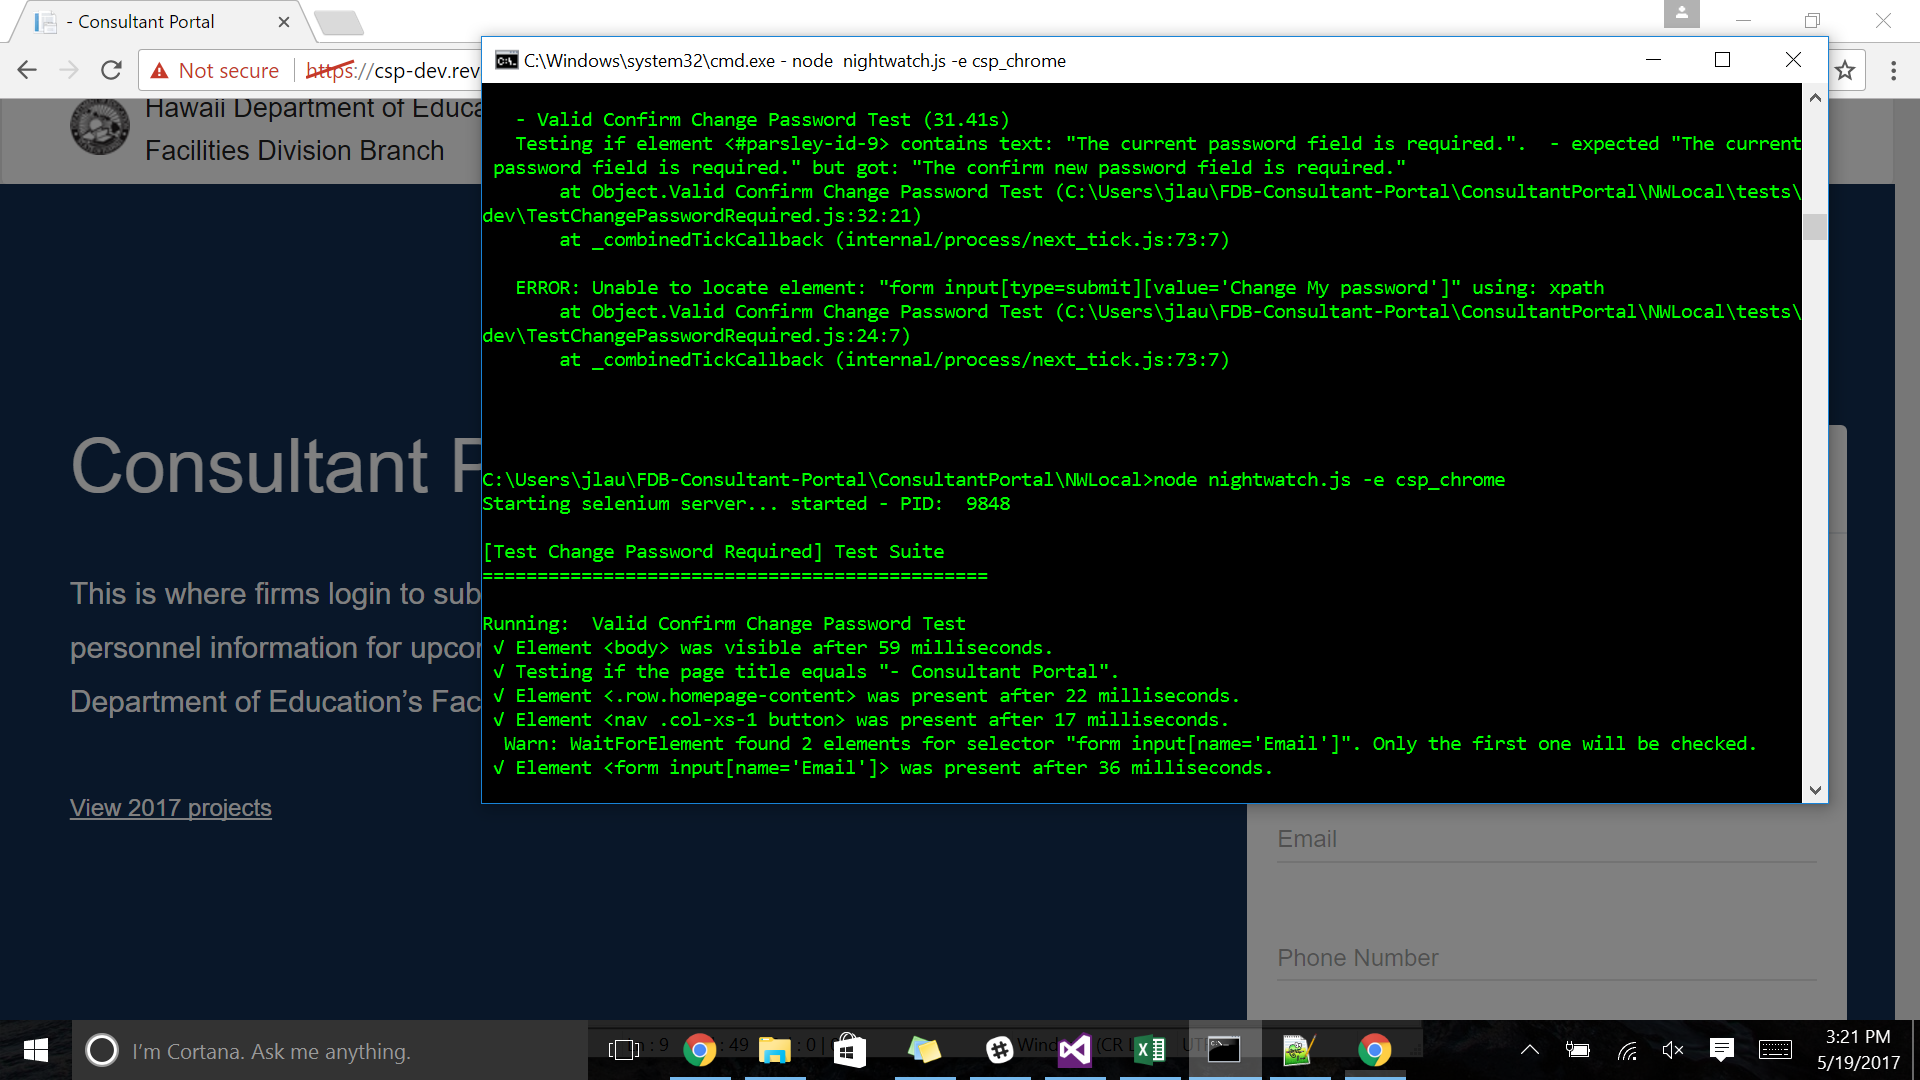 - Consultant Portal
Not secure
https://csp-dev.rev
C:\Windows\system32\cmd.exe - node  nightwatch.js -e csp_chrome
Hawaii Department of Educa
Facilities Division Branch
- Valid Confirm Change Password Test (31.41s)
Testing if element <#parsley-id-9> contains text: "The current password field is required.".  - expected "The current
password field is required." but got: "The confirm new password field is required."
at Object.Valid Confirm Change Password Test (C:\Users\jlau\FDB-Consultant-Portal\ConsultantPortal\NWLocal\tests\
dev\TestChangePasswordRequired.js:32:21)
at _combinedTickCallback (internal/process/next_tick.js:73:7)
ERROR: Unable to locate element: "form input[type=submit][value='Change My password']" using: xpath
at Object.Valid Confirm Change Password Test (C:\Users\jlau\FDB-Consultant-Portal\ConsultantPortal\NWLocal\tests\
dev\TestChangePasswordRequired.js:24:7)
at _combinedTickCallback (internal/process/next_tick.js:73:7)
C:\Users\jlau\FDB-Consultant-Portal\ConsultantPortal\NWLocal>node nightwatch.js -e csp_chrome
Starting selenium server... started - PID:  9848
[Test Change Password Required] Test Suite
==============================================
Running:  Valid Confirm Change Password Test
√ Element <body> was visible after 59 milliseconds.
√ Testing if the page title equals "- Consultant Portal".
√ Element <.row.homepage-content> was present after 22 milliseconds.
√ Element <nav .col-xs-1 button> was present after 17 milliseconds.
Warn: WaitForElement found 2 elements for selector "form input[name='Email']". Only the first one will be checked.
√ Element <form input[name='Email']> was present after 36 milliseconds.
Consultant P
This is where firms login to sub
personnel information for upcor
Department of Education's Fac
View 2017 projects
Email
Phone Number
I'm Cortana. Ask me anything.
3:21 PM
5/19/2017